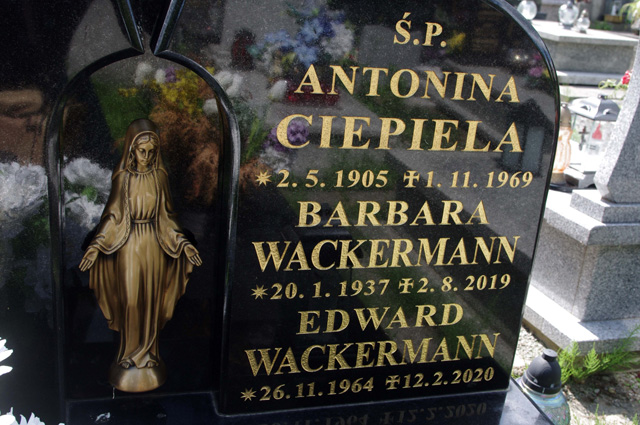 Ś.P.
ANTONINA
CIEPIELA
*2.5.1905 ✝1.11.1969
BARBARA
WACKERMANN
*20.1.1937 ✝2.8.2019
EDWARD
WACKERMANN
*26.11.1964 ✝12.2.2020